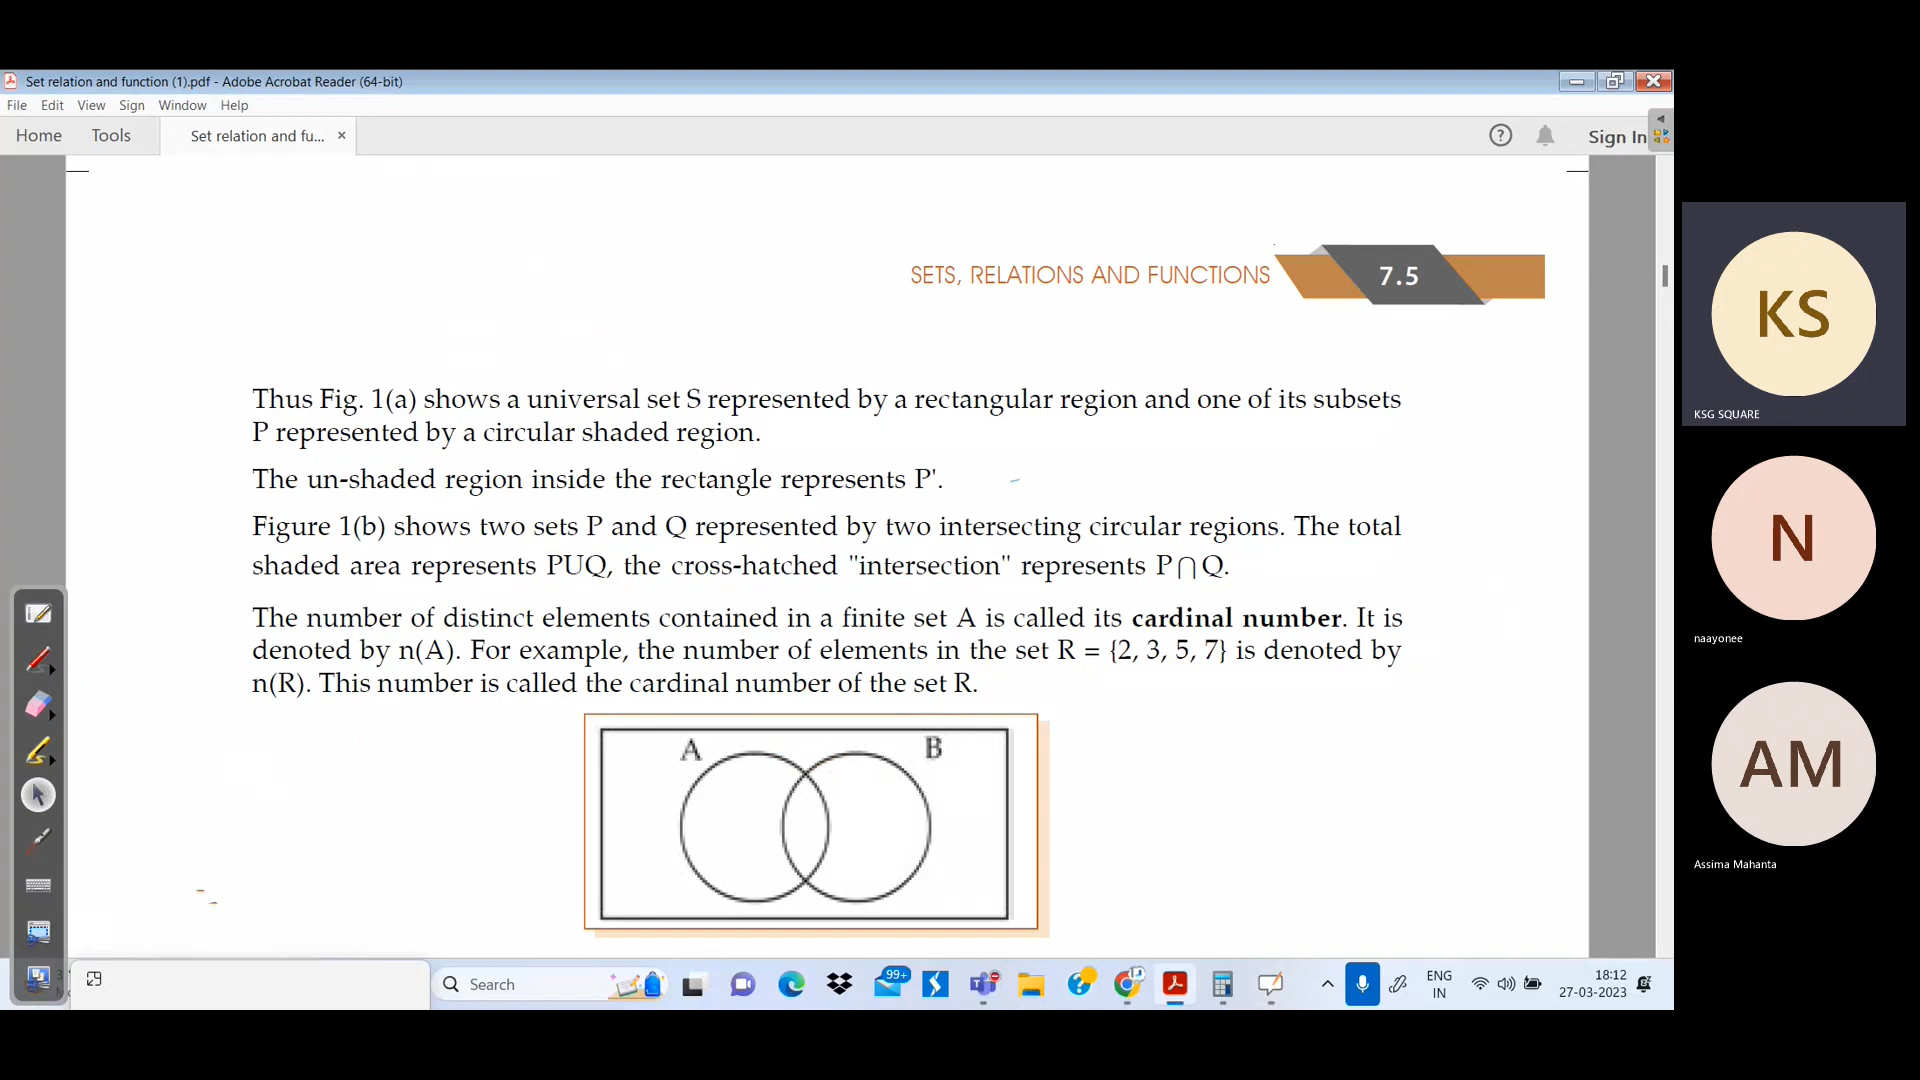 Set relation and function (1).pdf - Adobe Acrobat Reader (64-bit)
File Edit View Sign Window Help
Home Tools Set relation and fu... × Sign In
SETS, RELATIONS AND FUNCTIONS 7.5
Thus Fig. 1(a) shows a universal set S represented by a rectangular region and one of its subsets
P represented by a circular shaded region.
The un-shaded region inside the rectangle represents P'.
Figure 1(b) shows two sets P and Q represented by two intersecting circular regions. The total
shaded area represents PUQ, the cross-hatched "intersection" represents P⋂Q.
The number of distinct elements contained in a finite set A is called its cardinal number. It is
denoted by n(A). For example, the number of elements in the set R = {2, 3, 5, 7} is denoted by
n(R). This number is called the cardinal number of the set R.
A B
KS
KSG SQUARE
N
naayonee
AM
Assima Mahanta
Search
99+
ENG
IN
18:12
27-03-2023